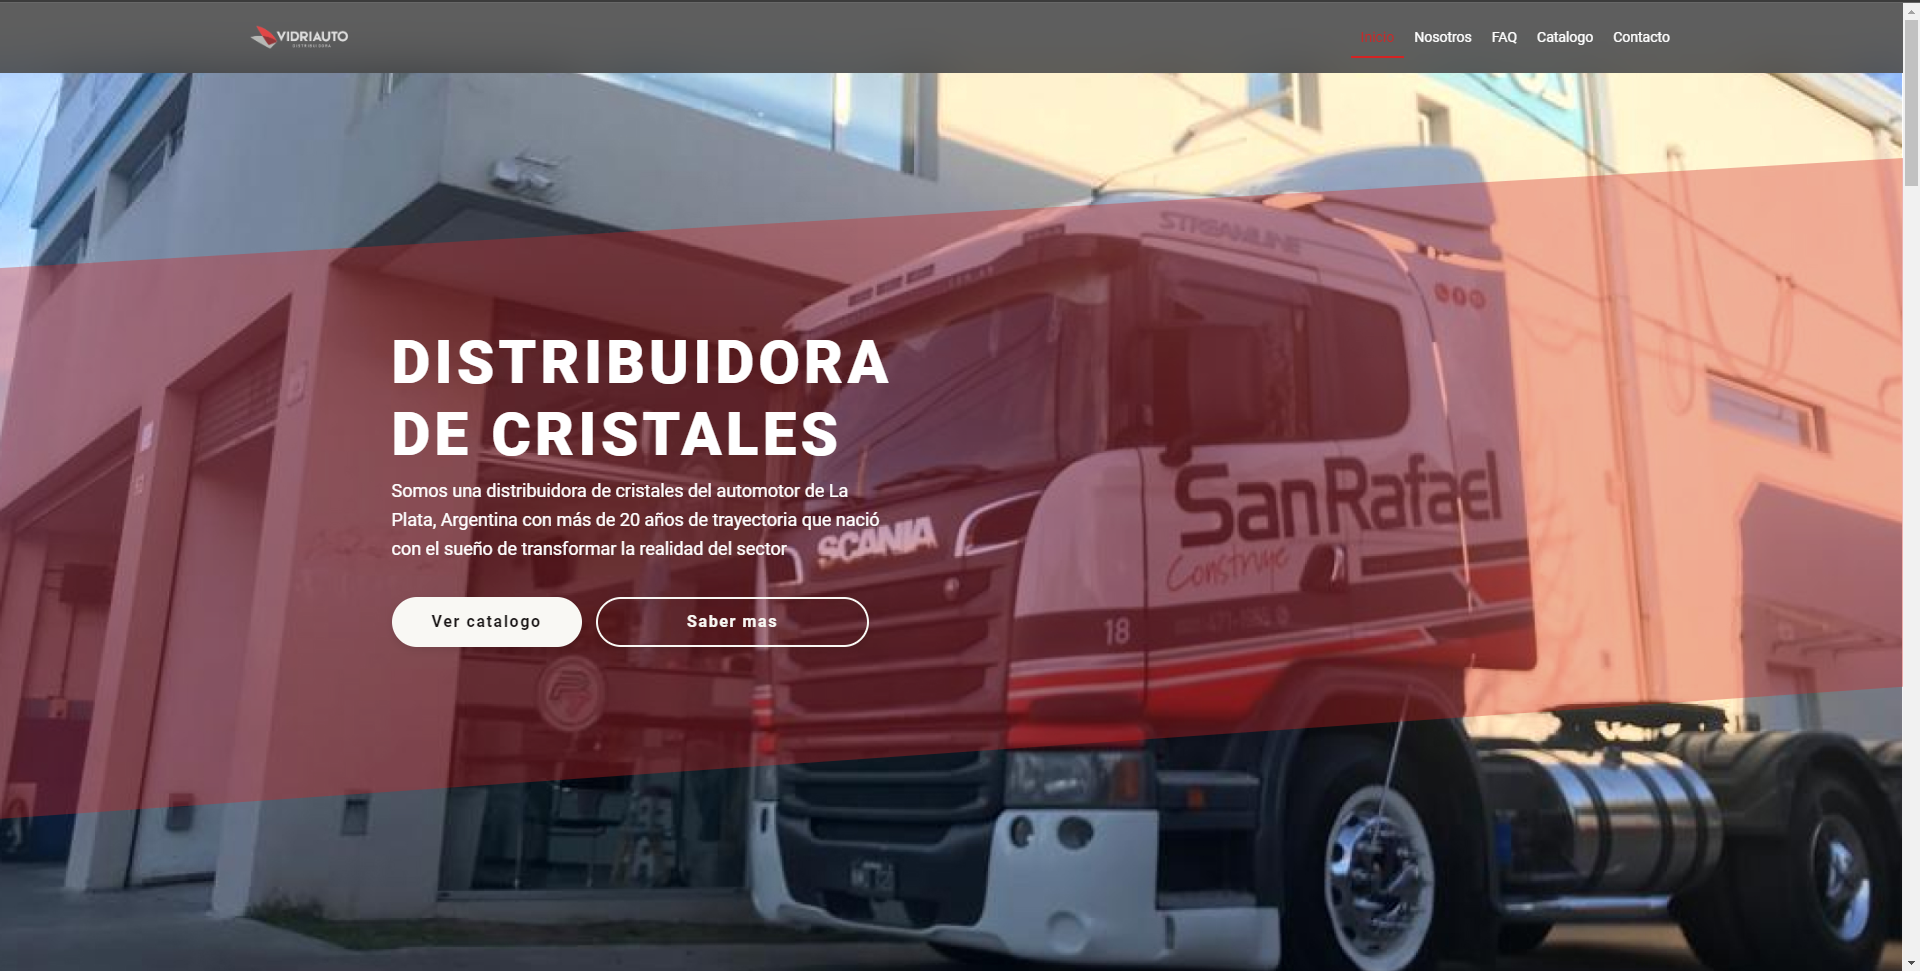 VIDRIAUTO
DISTRIBUIDORA
Inicio
Nosotros
FAQ
Catalogo
Contacto
STREAMLINE
DISTRIBUIDORA
DE CRISTALES
Somos una distribuidora de cristales del automotor de La
Plata, Argentina con más de 20 años de trayectoria que nació
con el sueño de transformar la realidad del sector
SCANIA
San Rafael
Construye
Ver catalogo
Saber mas
18